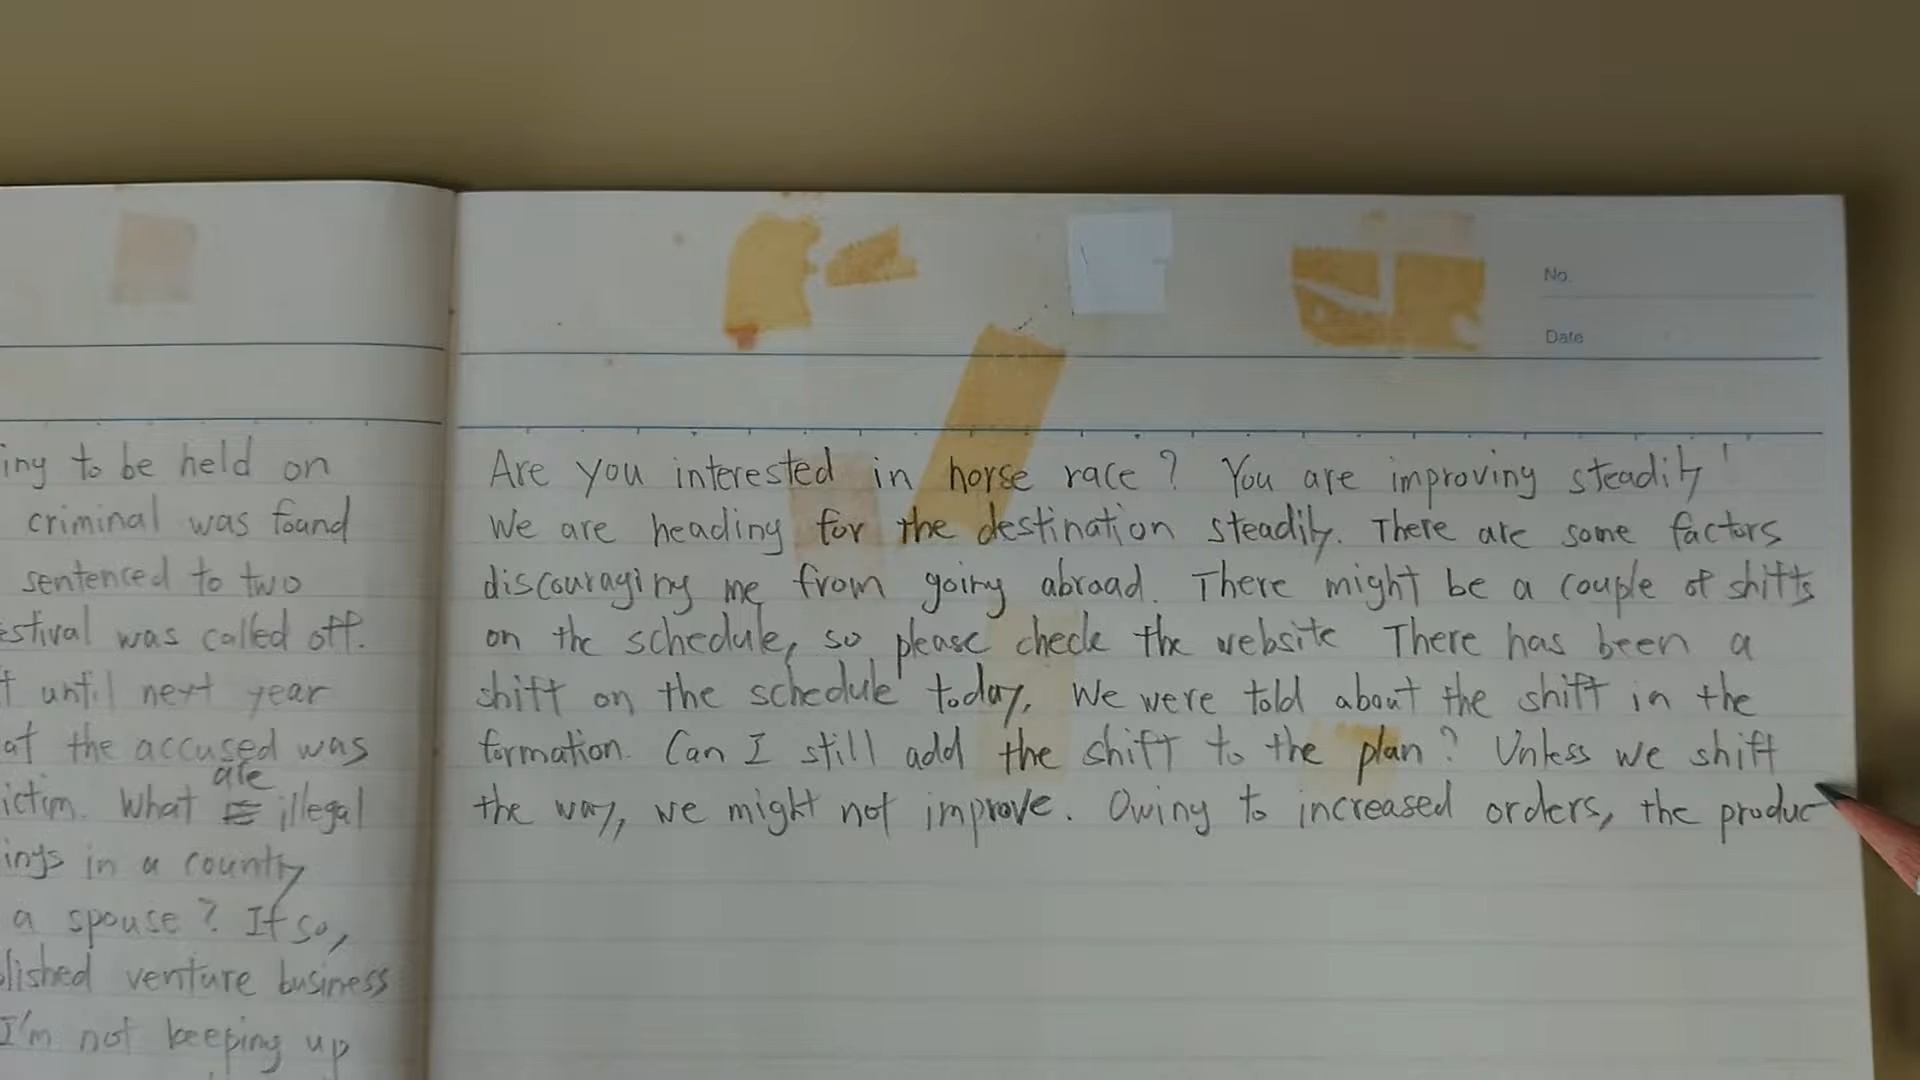 iny to be held on
criminal was found
sentenced to two
estival was called off.
t until next year
at the accused was
are
ictim. What illegal
ings in a country
a spouse? If so,
lished venture business
I'm not keeping up
No.
Date
Are you interested in horse race? You are improving steadily!
We are heading for the destination steadily. There are some factors
discouraging me from going abroad. There might be a couple of shifts
on the schedule, so please check the website There has been a
shift on the schedule today. We were told about the shift in the
formation. Can I still add the shift to the plan? Unless we shift
the way, we might not improve. Owing to increased orders, the produc